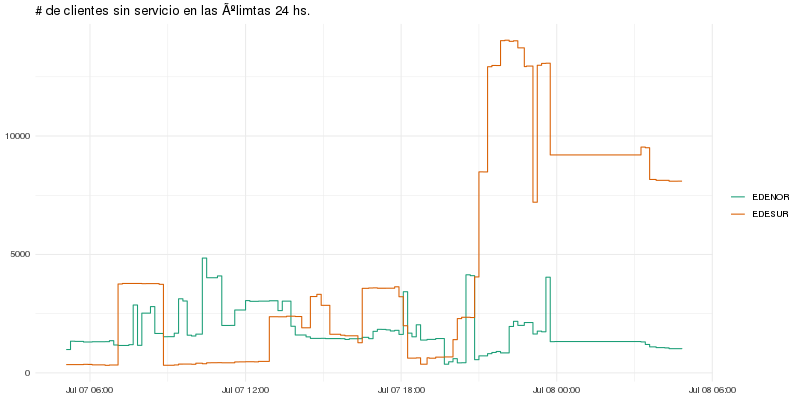 # de clientes sin servicio en las Ãºlimtas 24 hs.
10000
5000
0
Jul 07 06:00
Jul 07 12:00
Jul 07 18:00
Jul 08 00:00
Jul 08 06:00
EDENOR
EDESUR